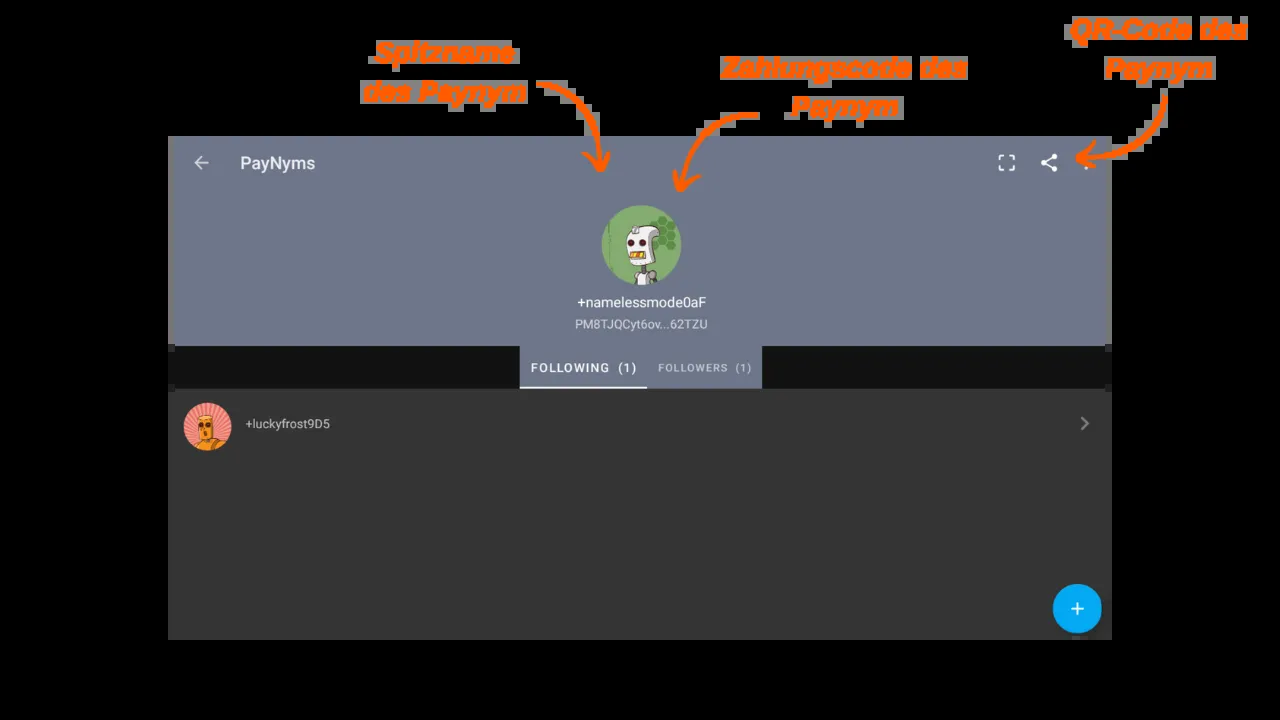 QR-Code des
Paynym
Spitzname
des Paynym
Zahlungscode des
Paynym
PayNyms
+namelessmode0aF
PM8TJQCyt6ov...62TZU
FOLLOWING (1)
FOLLOWERS (1)
+luckyfrost9D5